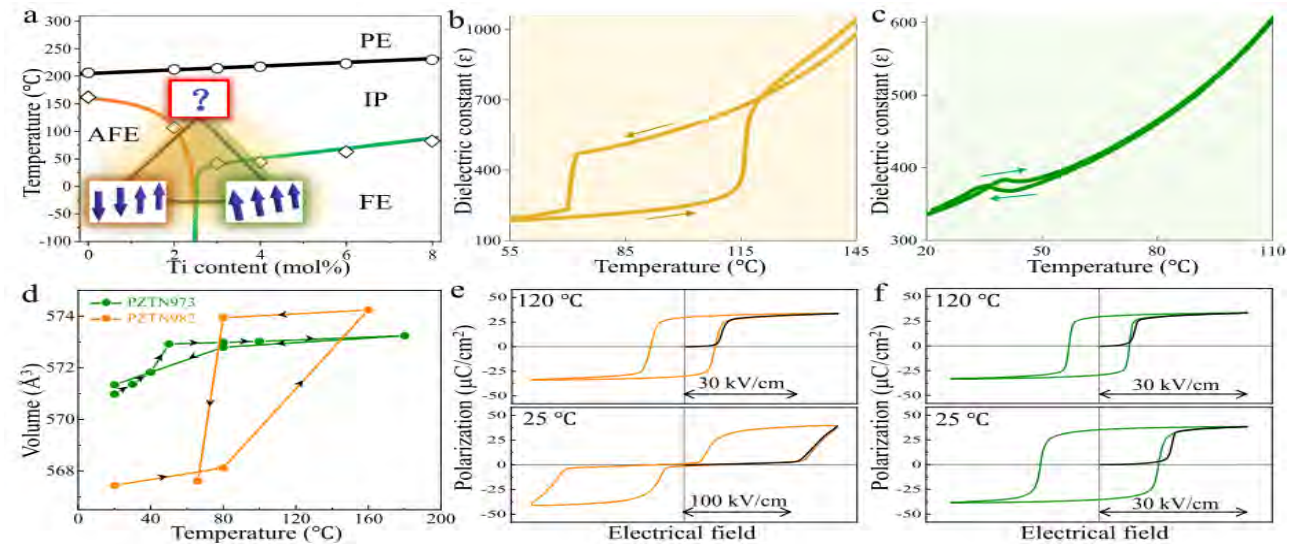 a
300
250
200
150
100
50
0
-50
-100
0
2
4
6
8
Temperature (℃)
Ti content (mol%)
PE
IP
AFE
FE
?
b
1000
700
400
100
55
85
115
145
Dielectric constant (ε)
Temperature (℃)
c
600
500
400
300
20
50
80
110
Dielectric constant (ε)
Temperature (℃)
d
PZTN973
PZTN982
574
572
570
568
0
40
80
120
160
200
Volume (Å³)
Temperature (℃)
e
120 ℃
50
25
0
-25
-50
30 kV/cm
25 ℃
50
25
0
-25
-50
100 kV/cm
Polarization (μC/cm²)
Electrical field
f
120 ℃
50
25
0
-25
-50
30 kV/cm
25 ℃
50
25
0
-25
-50
30 kV/cm
Polarization (μC/cm²)
Electrical field